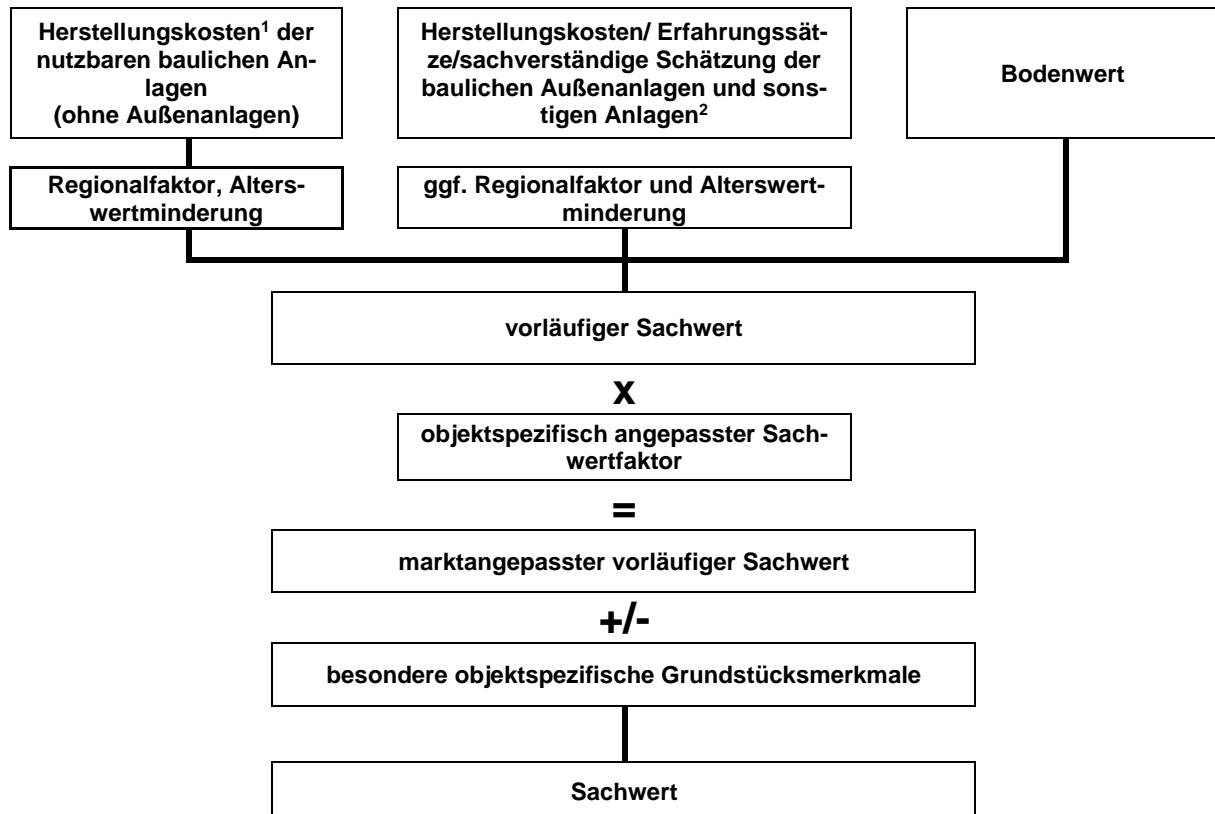 Herstellungskosten¹ der
nutzbaren baulichen An-
lagen
(ohne Außenanlagen)
Herstellungskosten/ Erfahrungssät-
ze/sachverständige Schätzung der
baulichen Außenanlagen und sons-
tigen Anlagen²
Bodenwert
Regionalfaktor, Alters-
wertminderung
ggf. Regionalfaktor und Alterswert-
minderung
vorläufiger Sachwert
x
objektspezifisch angepasster Sach-
wertfaktor
=
marktangepasster vorläufiger Sachwert
+/-
besondere objektspezifische Grundstücksmerkmale
Sachwert